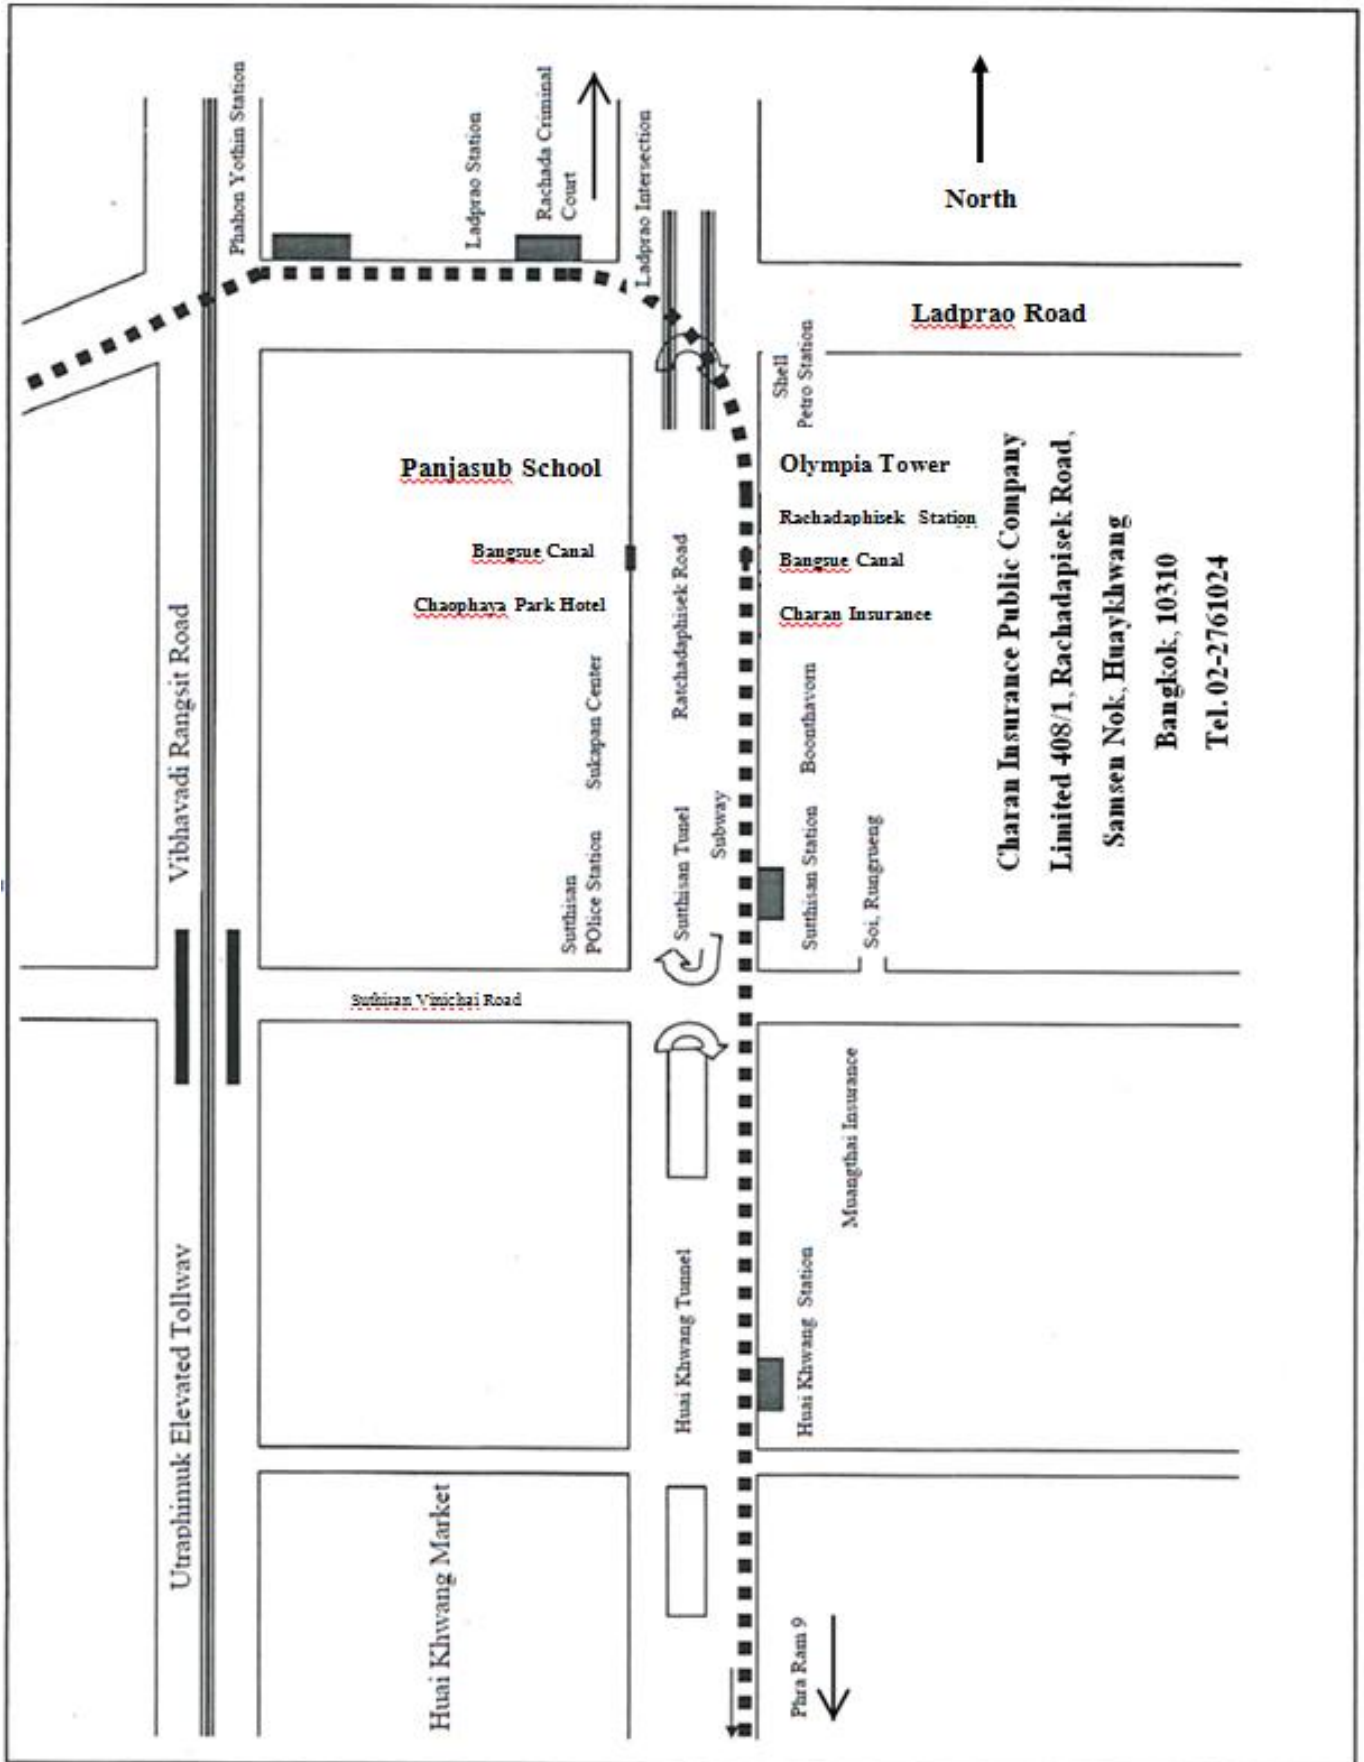 Phahon Yothin Station
Ladprao Station
Rachada Criminal
Court
Ladprao Intersection
North
Ladprao Road
Shell
Petro Station
Panjasub School
Olympia Tower
Rachadaphisek Station
Bangsue Canal
Bangsue Canal
Chaophaya Park Hotel
Charan Insurance
Ratchadaphisek Road
Vibhavadi Rangsit Road
Sukapan Center
Boonthavorn
Charan Insurance Public Company
Limited 408/1, Rachadapisek Road,
Samsen Nok, Huaykhwang
Bangkok, 10310
Tel. 02-2761024
Sutthisan
POlice Station
Sutthisan Tunel
Subway
Sutthisan Station
Soi, Rungrueng
Suthisan Vinichai Road
Muangthai Insurance
Utraphimuk Elevated Tollway
Huai Khwang Tunnel
Huai Khwang Station
Huai Khwang Market
Phra Ram 9